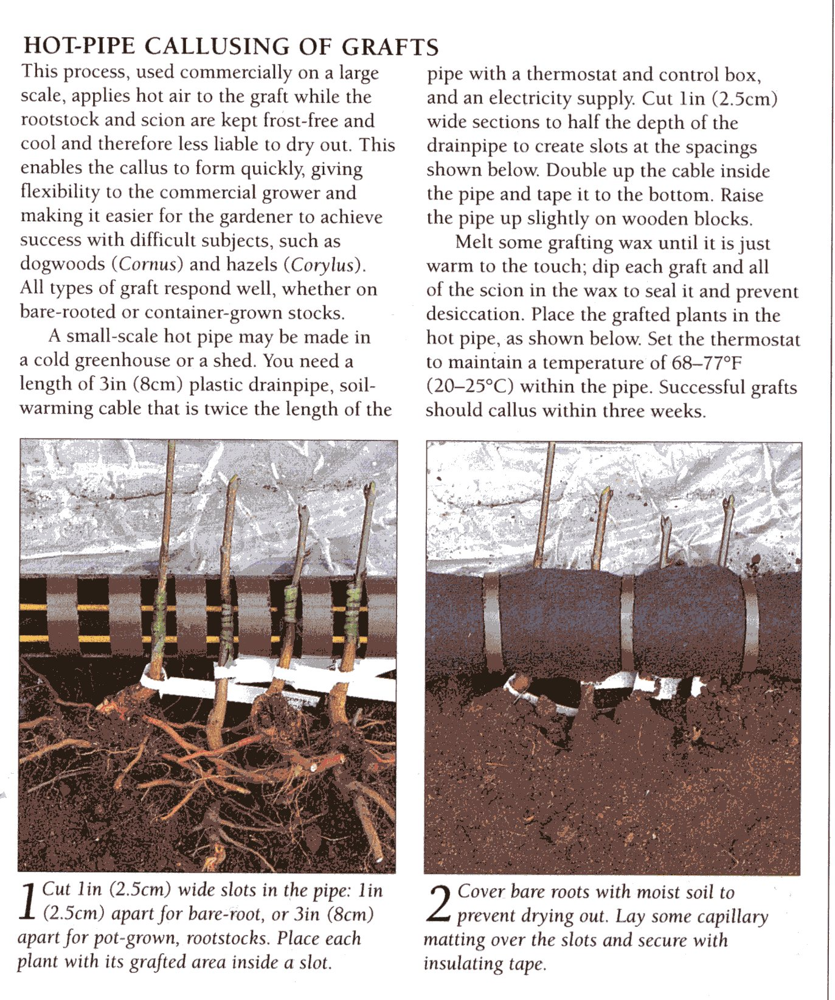 HOT-PIPE CALLUSING OF GRAFTS
This process, used commercially on a large
scale, applies hot air to the graft while the
rootstock and scion are kept frost-free and
cool and therefore less liable to dry out. This
enables the callus to form quickly, giving
flexibility to the commercial grower and
making it easier for the gardener to achieve
success with difficult subjects, such as
dogwoods (Cornus) and hazels (Corylus).
All types of graft respond well, whether on
bare-rooted or container-grown stocks.
A small-scale hot pipe may be made in
a cold greenhouse or a shed. You need a
length of 3in (8cm) plastic drainpipe, soil-
warming cable that is twice the length of the
pipe with a thermostat and control box,
and an electricity supply. Cut 1in (2.5cm)
wide sections to half the depth of the
drainpipe to create slots at the spacings
shown below. Double up the cable inside
the pipe and tape it to the bottom. Raise
the pipe up slightly on wooden blocks.
Melt some grafting wax until it is just
warm to the touch; dip each graft and all
of the scion in the wax to seal it and prevent
desiccation. Place the grafted plants in the
hot pipe, as shown below. Set the thermostat
to maintain a temperature of 68–77°F
(20–25°C) within the pipe. Successful grafts
should callus within three weeks.
1 Cut 1in (2.5cm) wide slots in the pipe: 1in
(2.5cm) apart for bare-root, or 3in (8cm)
apart for pot-grown, rootstocks. Place each
plant with its grafted area inside a slot.
2 Cover bare roots with moist soil to
prevent drying out. Lay some capillary
matting over the slots and secure with
insulating tape.